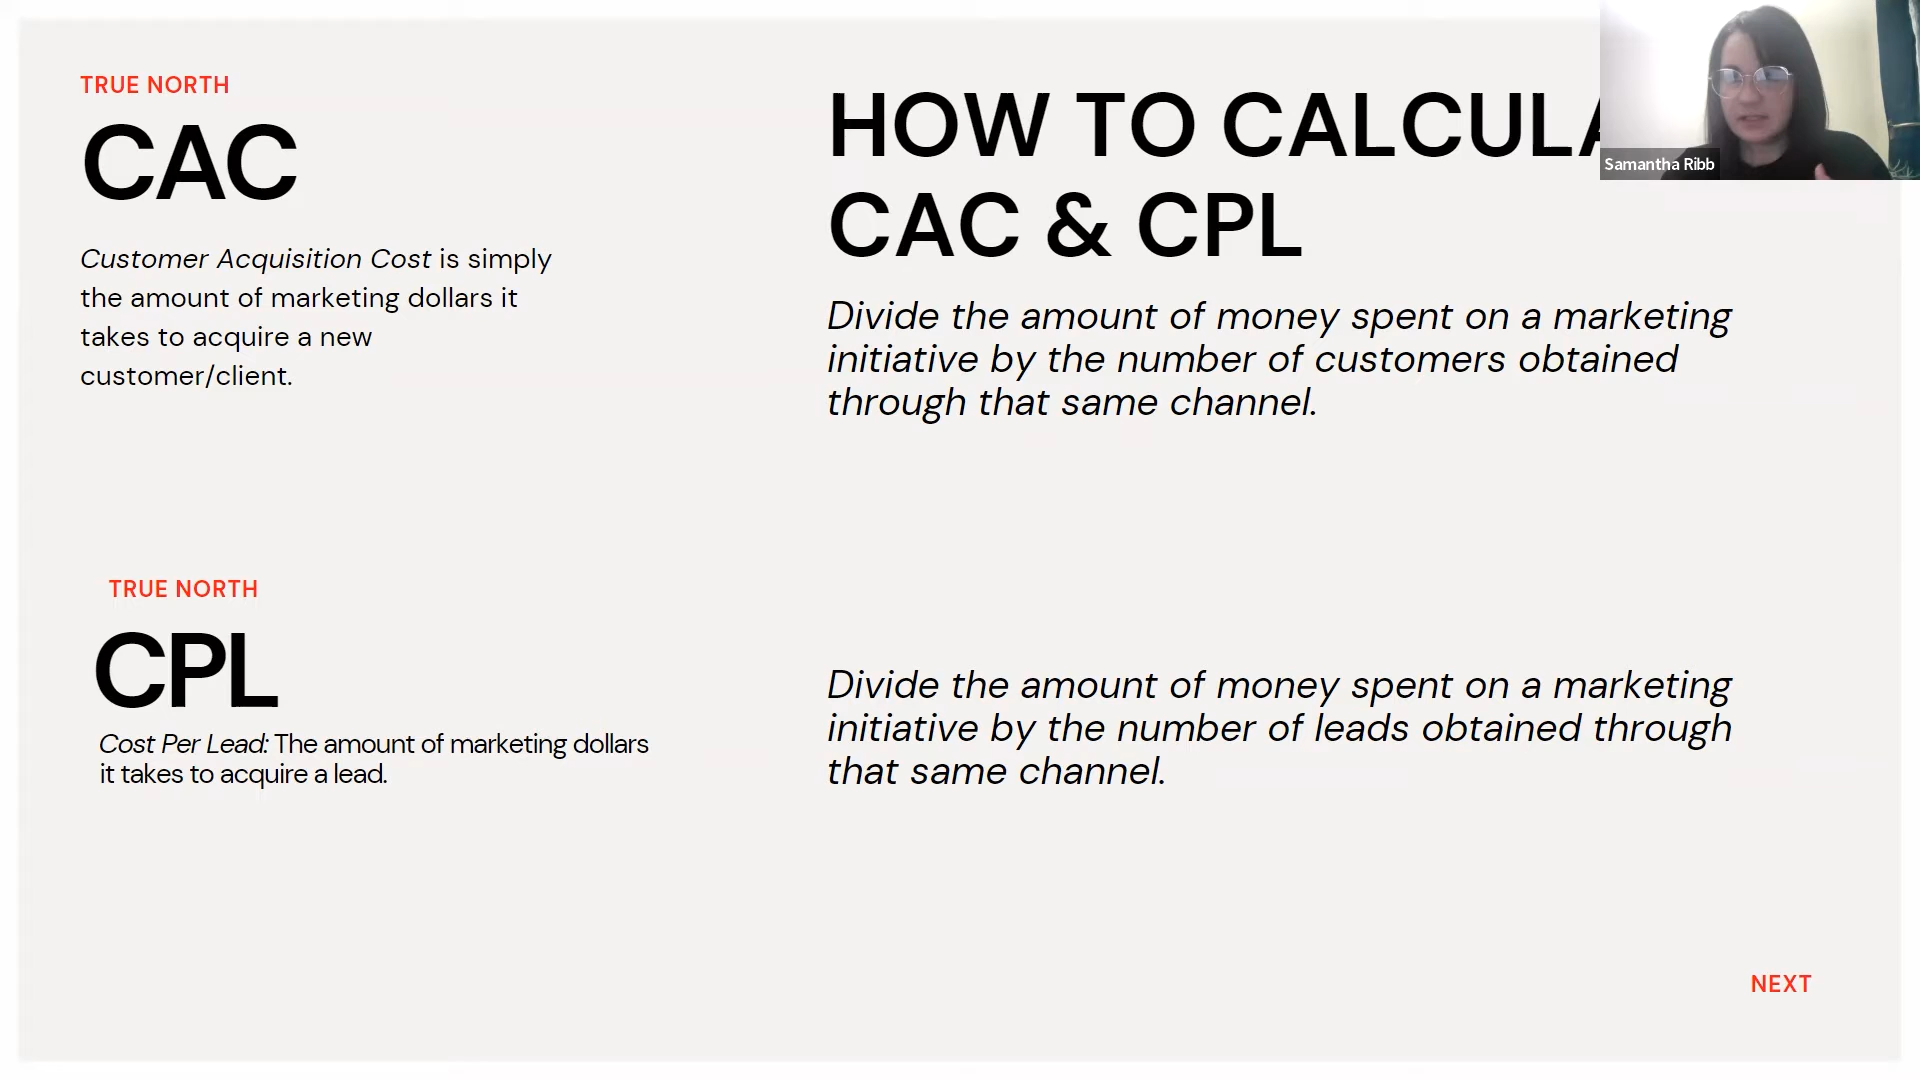 TRUE NORTH
CAC
Customer Acquisition Cost is simply
the amount of marketing dollars it
takes to acquire a new
customer/client.
HOW TO
CAC & CPL
Divide the amount of money spent on a marketing
initiative by the number of customers obtained
through that same channel.
Samantha Ribb
TRUE NORTH
CPL
Cost Per Lead: The amount of marketing dollars
it takes to acquire a lead.
Divide the amount of money spent on a marketing
initiative by the number of leads obtained through
that same channel.
NEXT